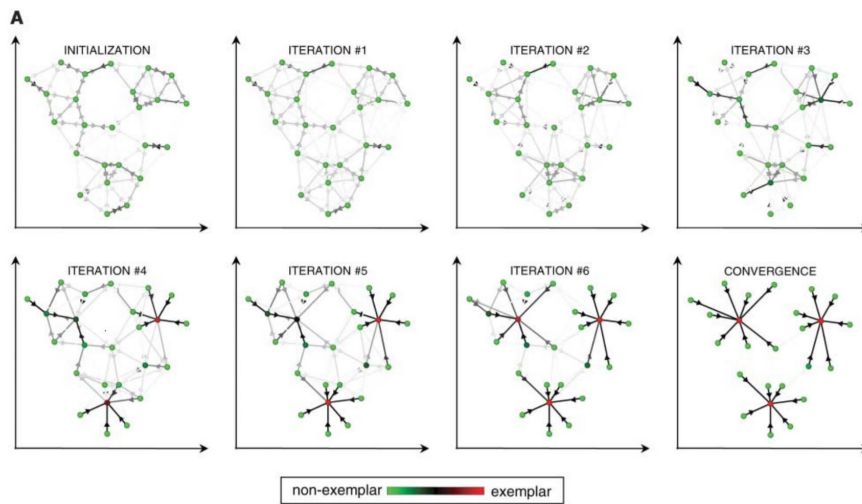 A
INITIALIZATION
ITERATION #1
ITERATION #2
ITERATION #3
ITERATION #4
ITERATION #5
ITERATION #6
CONVERGENCE
non-exemplar exemplar